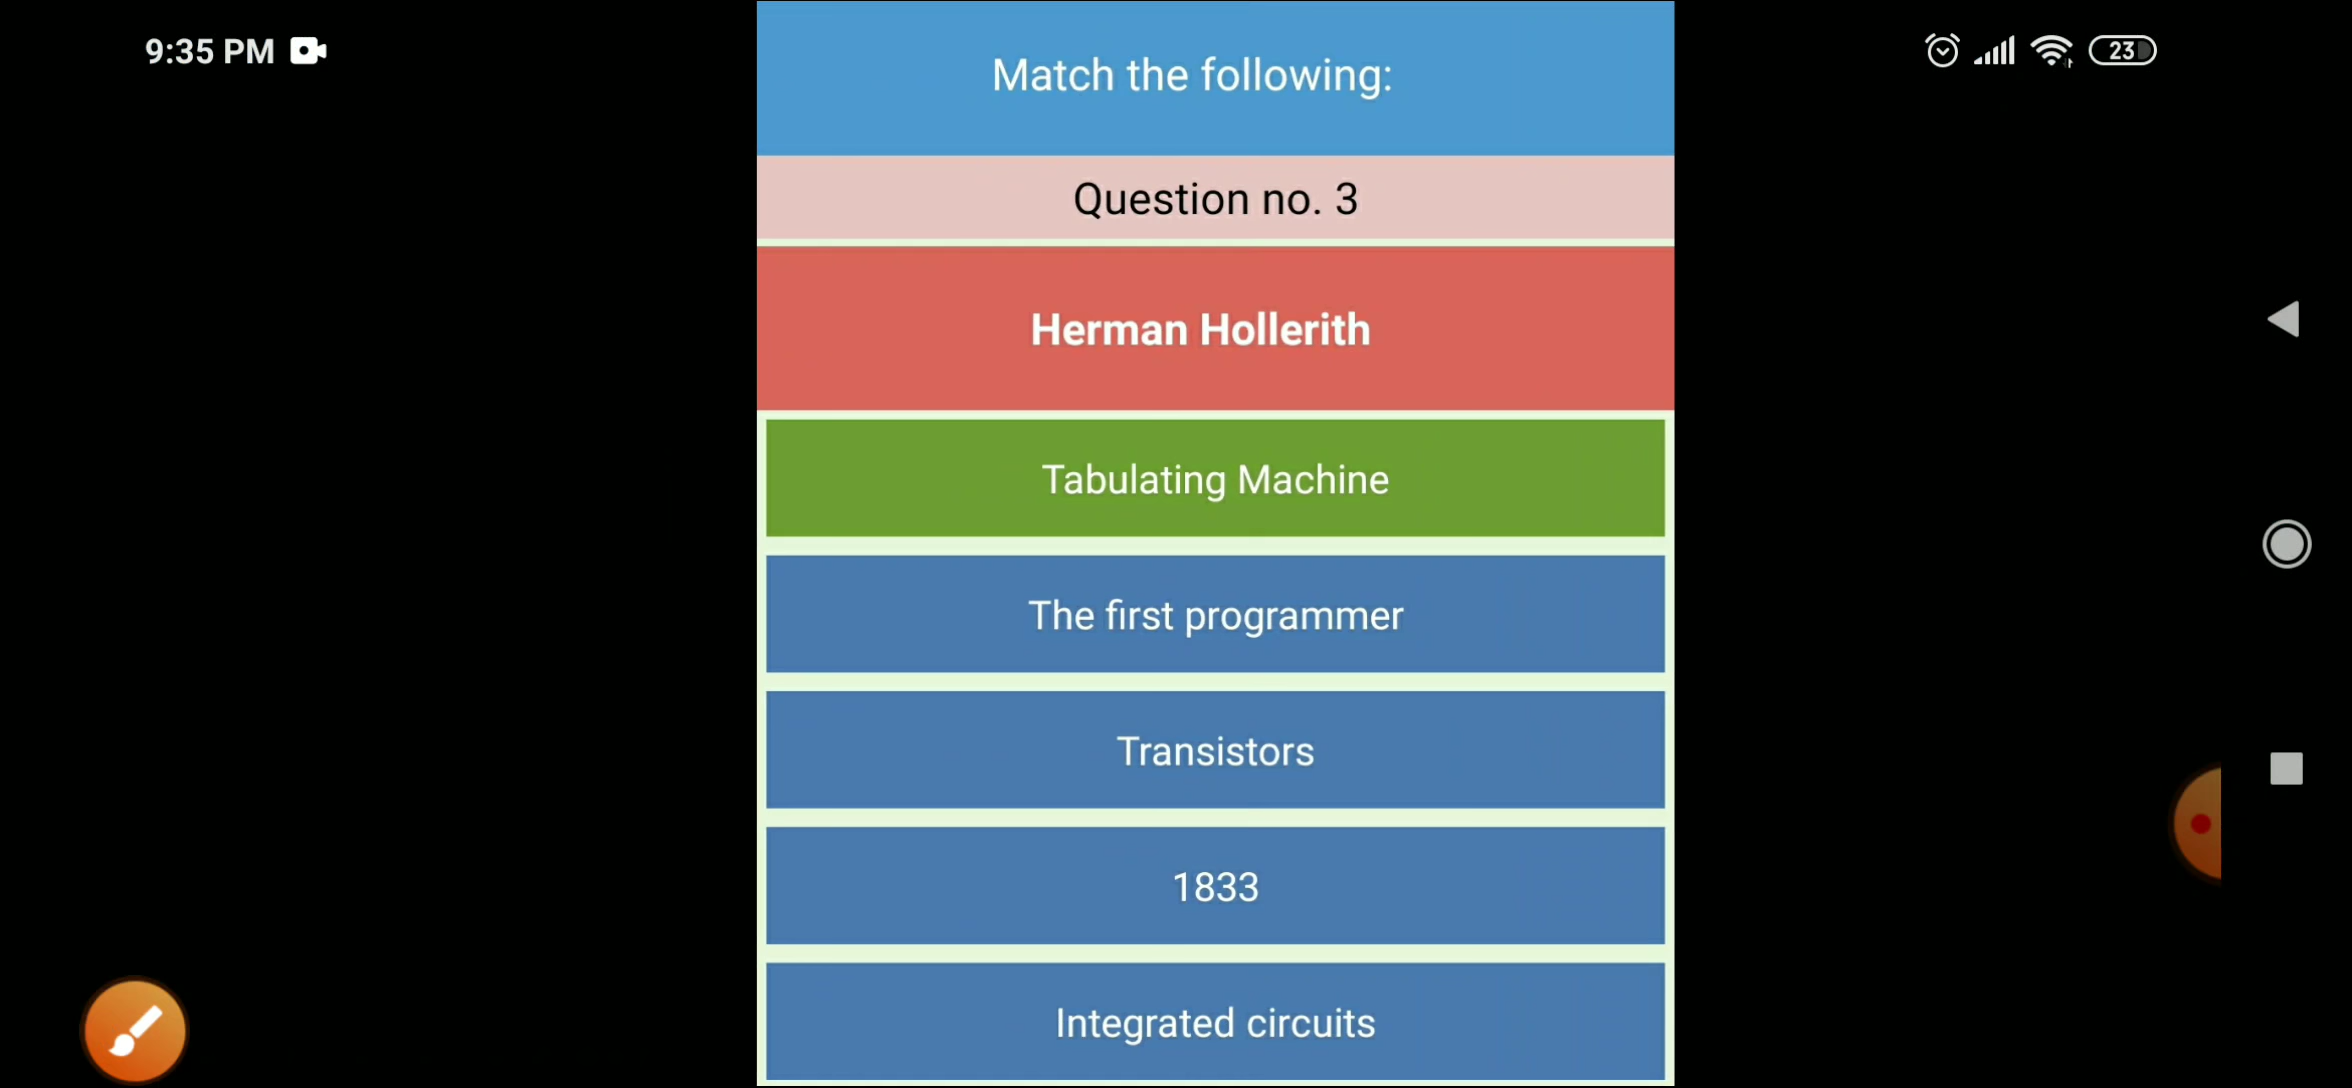 9:35 PM
23
Match the following:
Question no. 3
Herman Hollerith
Tabulating Machine
The first programmer
Transistors
1833
Integrated circuits